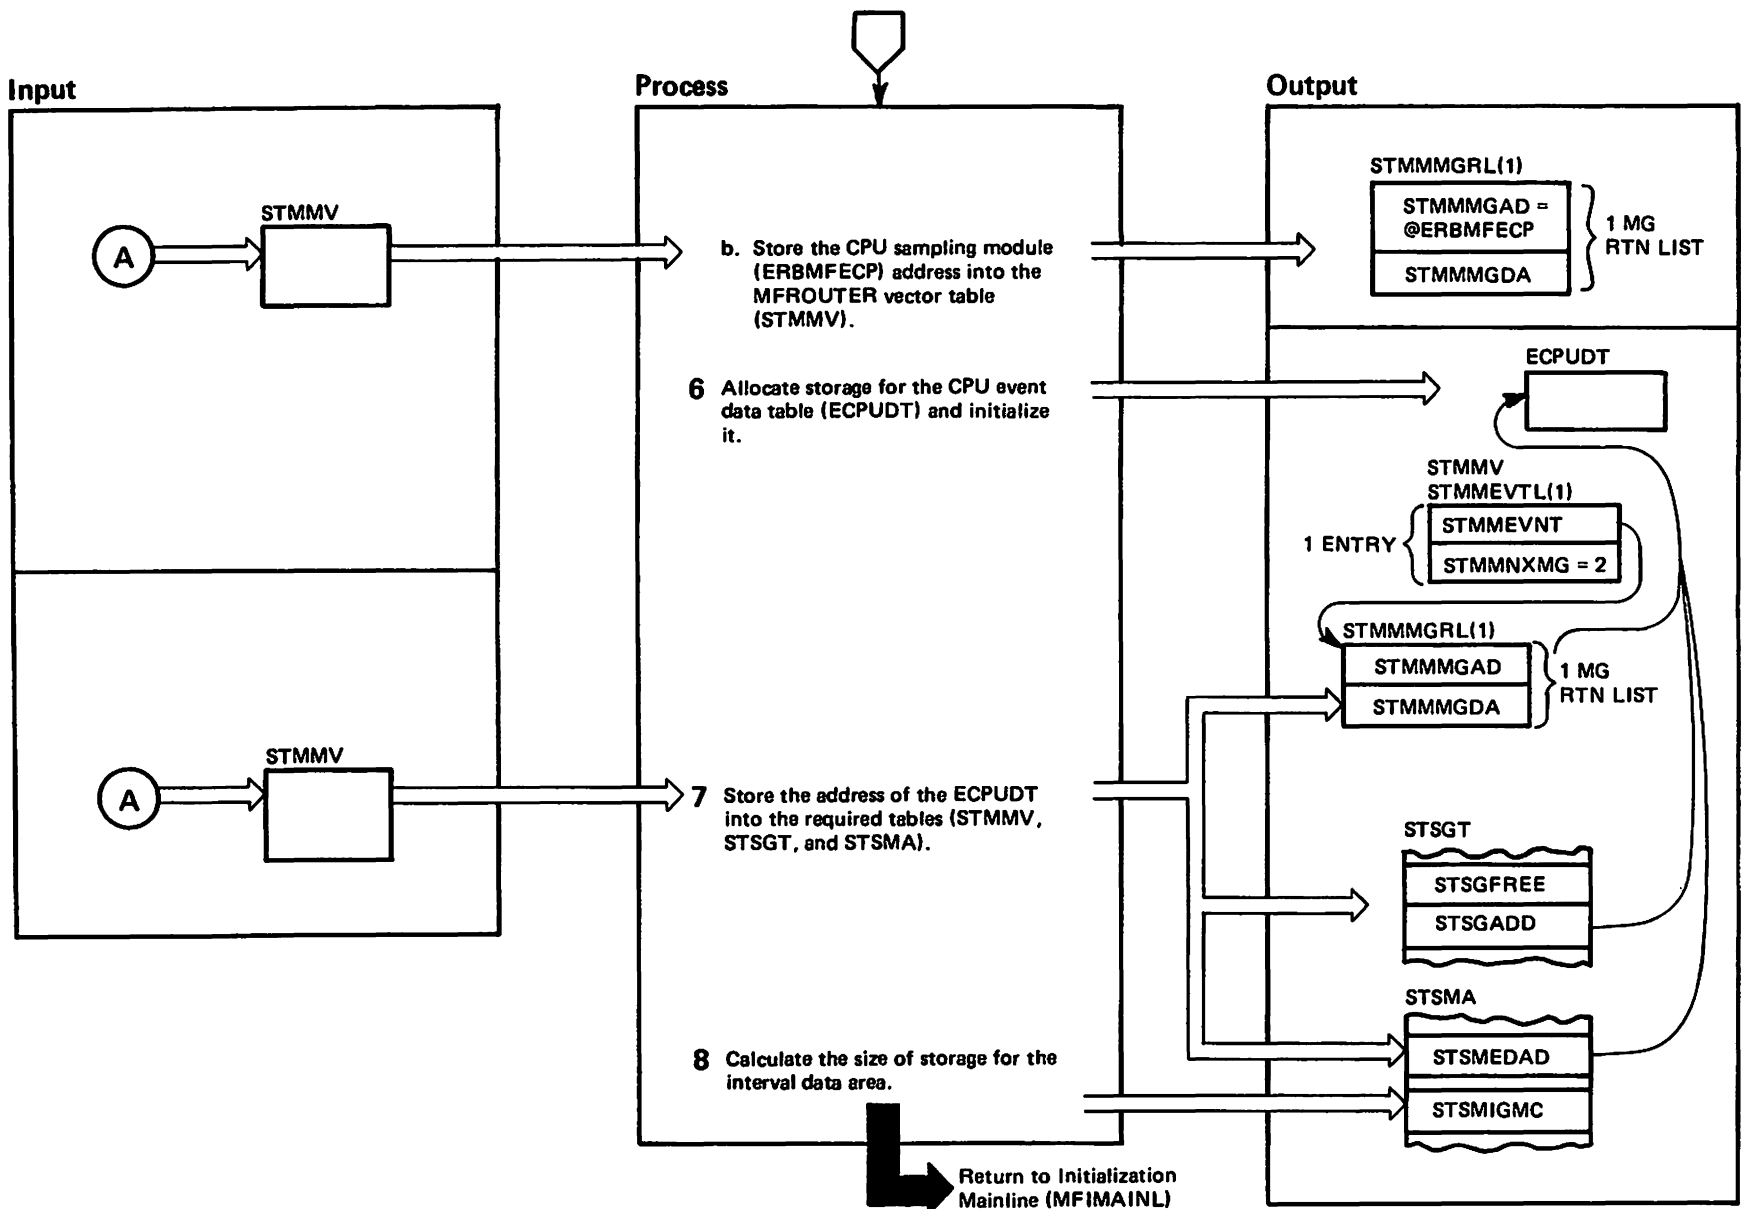 Input
Process
Output
A
STMMV
b. Store the CPU sampling module
(ERBMFECP) address into the
MFROUTER vector table
(STMMV).
STMMMGRL(1)
STMMMGAD =
@ERBMFECP
STMMMGDA
1 MG
RTN LIST
6 Allocate storage for the CPU event
data table (ECPUDT) and initialize
it.
ECPUDT
STMMV
STMMEVTL(1)
1 ENTRY
STMMEVNT
STMMNXMG = 2
STMMMGRL(1)
STMMMGAD
STMMMGDA
1 MG
RTN LIST
A
STMMV
7 Store the address of the ECPUDT
into the required tables (STMMV,
STSGT, and STSMA).
STSGT
STSGFREE
STSGADD
STSMA
STSMEDAD
STSMIGMC
8 Calculate the size of storage for the
interval data area.
Return to Initialization
Mainline (MFIMAINL)